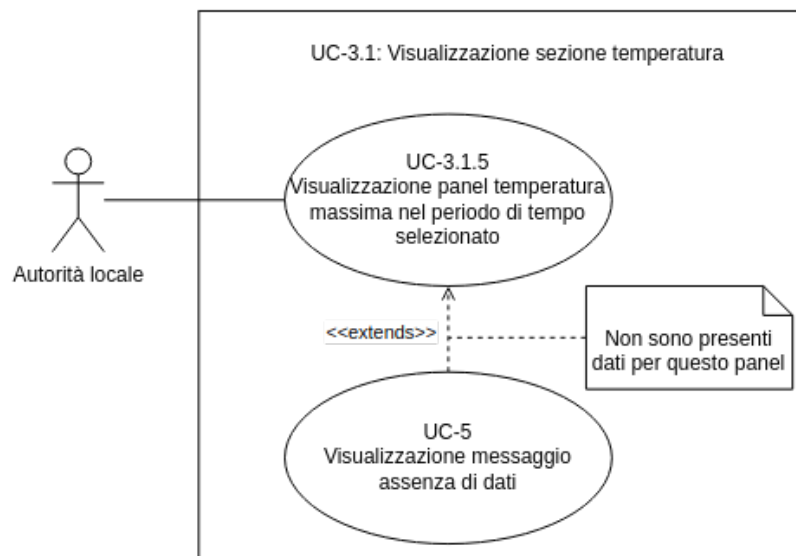 UC-3.1: Visualizzazione sezione temperatura
UC-3.1.5
Visualizzazione panel temperatura
massima nel periodo di tempo
selezionato
Autorità locale
<<extends>>
Non sono presenti
dati per questo panel
UC-5
Visualizzazione messaggio
assenza di dati